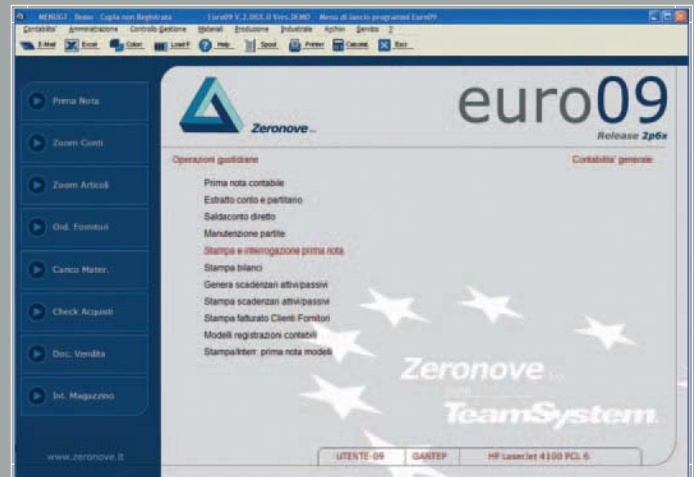 MENUG1 Demo - Copia non Registrata - Euro09 V.2.DEX.0 Vers.DEMO - Menu di lancio programmi Euro09
Contabilita' Amministrazione Controllo Gestione Materiali Produzione Industriale Archivi Servizio ?
E-Mail Excel Colori Load F. Help Spool Printer Calcolat. Esci
Prima Nota
Zoom Conti
Zoom Articoli
Ord. Fornitori
Carico Mater.
Check Acquisti
Doc. Vendita
Int. Magazzino
www.zeronove.it
Zeronove
euro09
Release 2p6x
Operazioni quotidiane
Contabilita' generale
Prima nota contabile
Estratto conto e partitario
Saldaconto diretto
Manutenzione partite
Stampa e interrogazione prima nota
Stampa bilanci
Genera scadenzari attivi/passivi
Stampa scadenzari attivi/passivi
Stampa fatturato Clienti Fornitori
Modelli registrazioni contabili
Stampa/Interr. prima nota modelli
Zeronove
TeamSystem
UTENTE-09 GANTEP HP LaserJet 4100 PCL 6